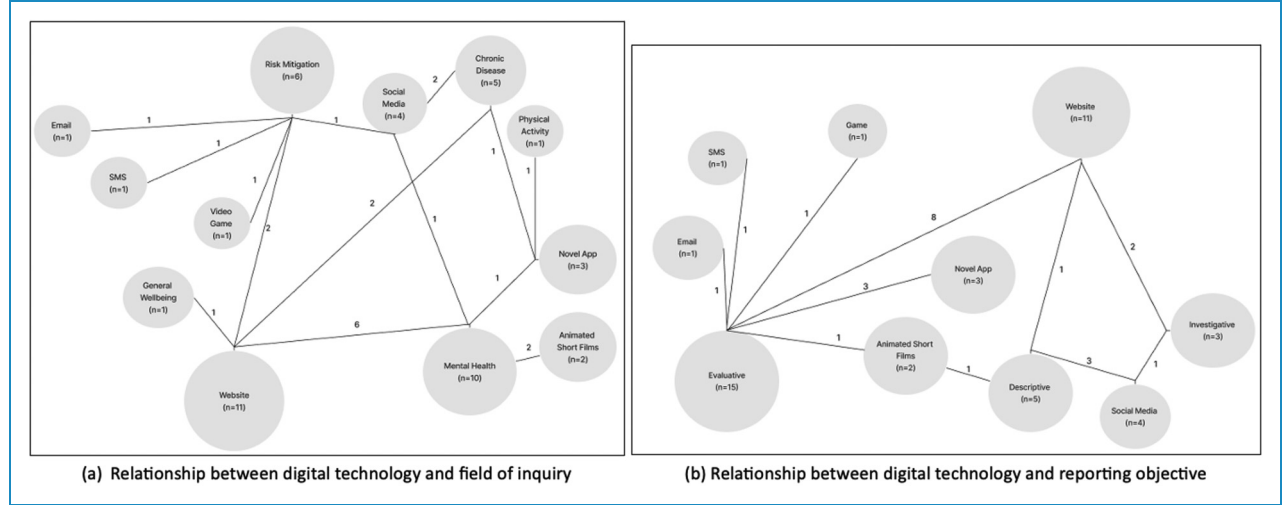 Risk Mitigation
(n=6)
Social
Media
(n=4)
2
Chronic
Disease
(n=5)
Email
(n=1)
1
1
1
Physical
Activity
(n=1)
SMS
(n=1)
1
1
1
Video
Game
(n=1)
2
2
1
Novel App
(n=3)
General
Wellbeing
(n=1)
1
1
6
Animated
Short Films
(n=2)
2
Mental Health
(n=10)
Website
(n=11)
(a) Relationship between digital technology and field of inquiry
Website
(n=11)
Game
(n=1)
SMS
(n=1)
1
1
8
Email
(n=1)
1
2
1
Novel App
(n=3)
3
Investigative
(n=3)
1
Animated Short
Films
(n=2)
3
1
1
Evaluative
(n=15)
Descriptive
(n=5)
Social Media
(n=4)
(b) Relationship between digital technology and reporting objective